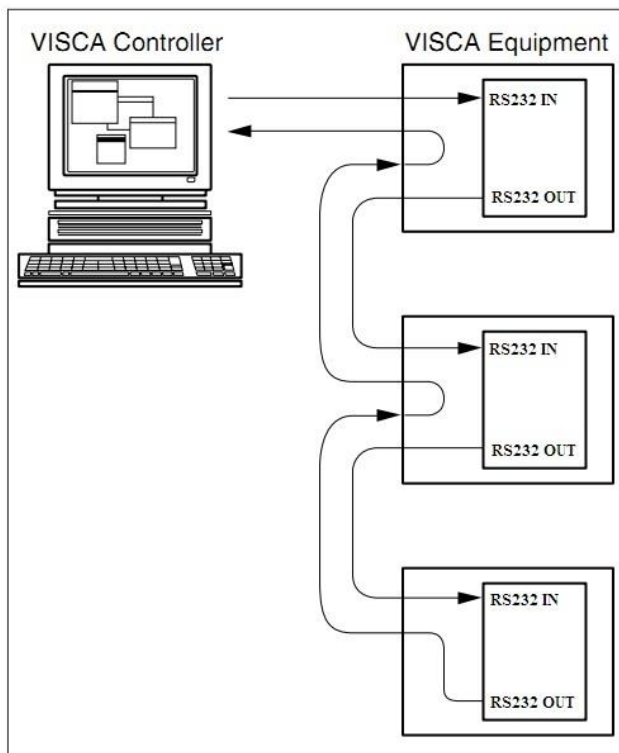 VISCA Controller
VISCA Equipment
RS232 IN
RS232 OUT
RS232 IN
RS232 OUT
RS232 IN
RS232 OUT